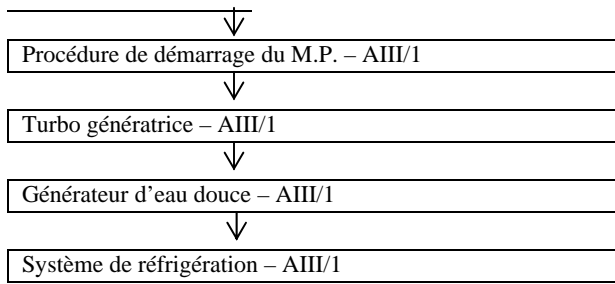 Procédure de démarrage du M.P. – AIII/1
Turbo génératrice – AIII/1
Générateur d'eau douce – AIII/1
Système de réfrigération – AIII/1